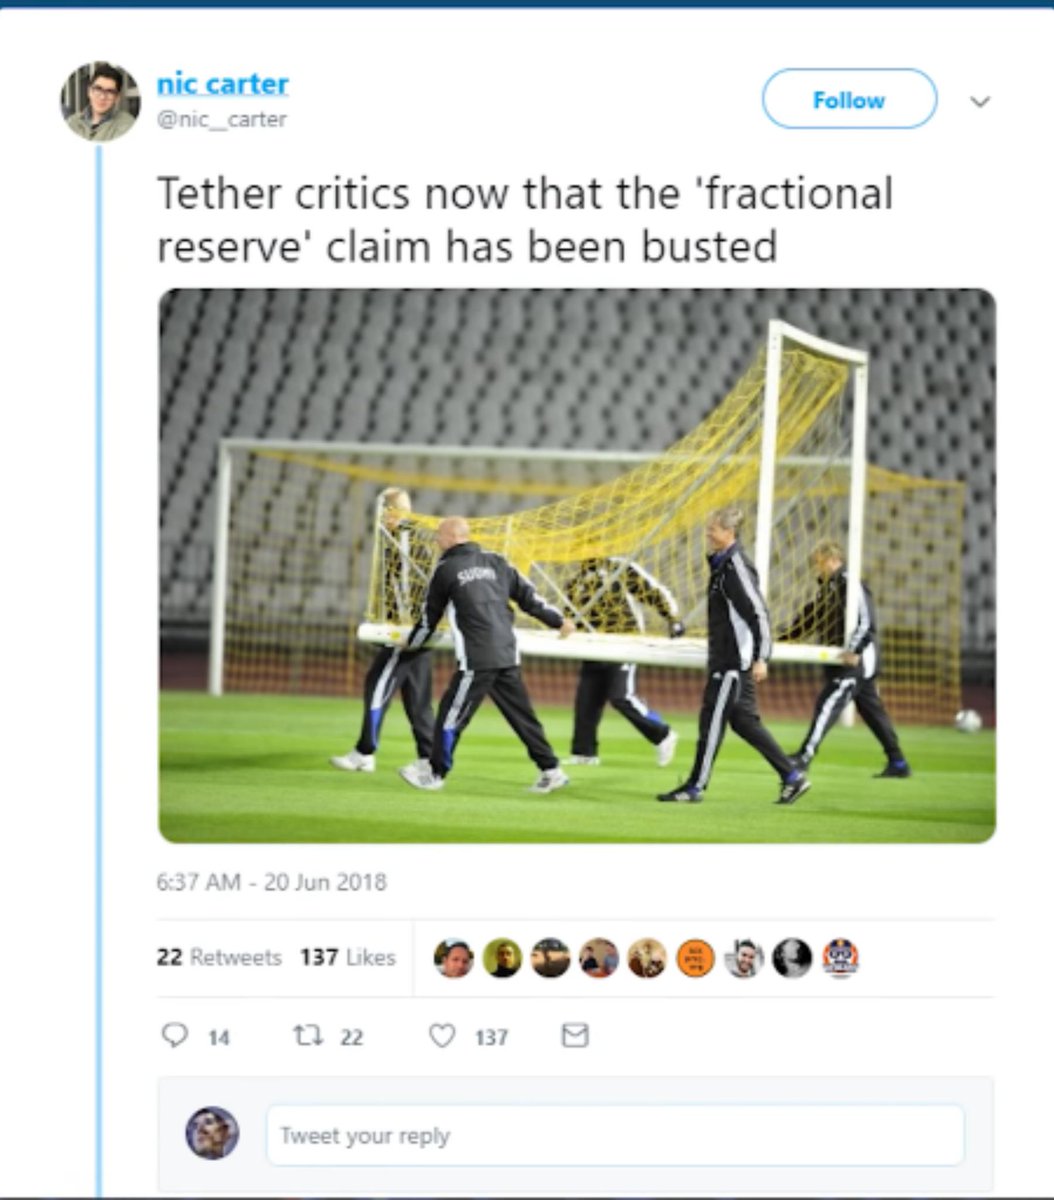 nic carter
@nic__carter
Follow
Tether critics now that the 'fractional
reserve' claim has been busted
SUOMI
6:37 AM - 20 Jun 2018
22 Retweets 137 Likes
14 22 137
Tweet your reply